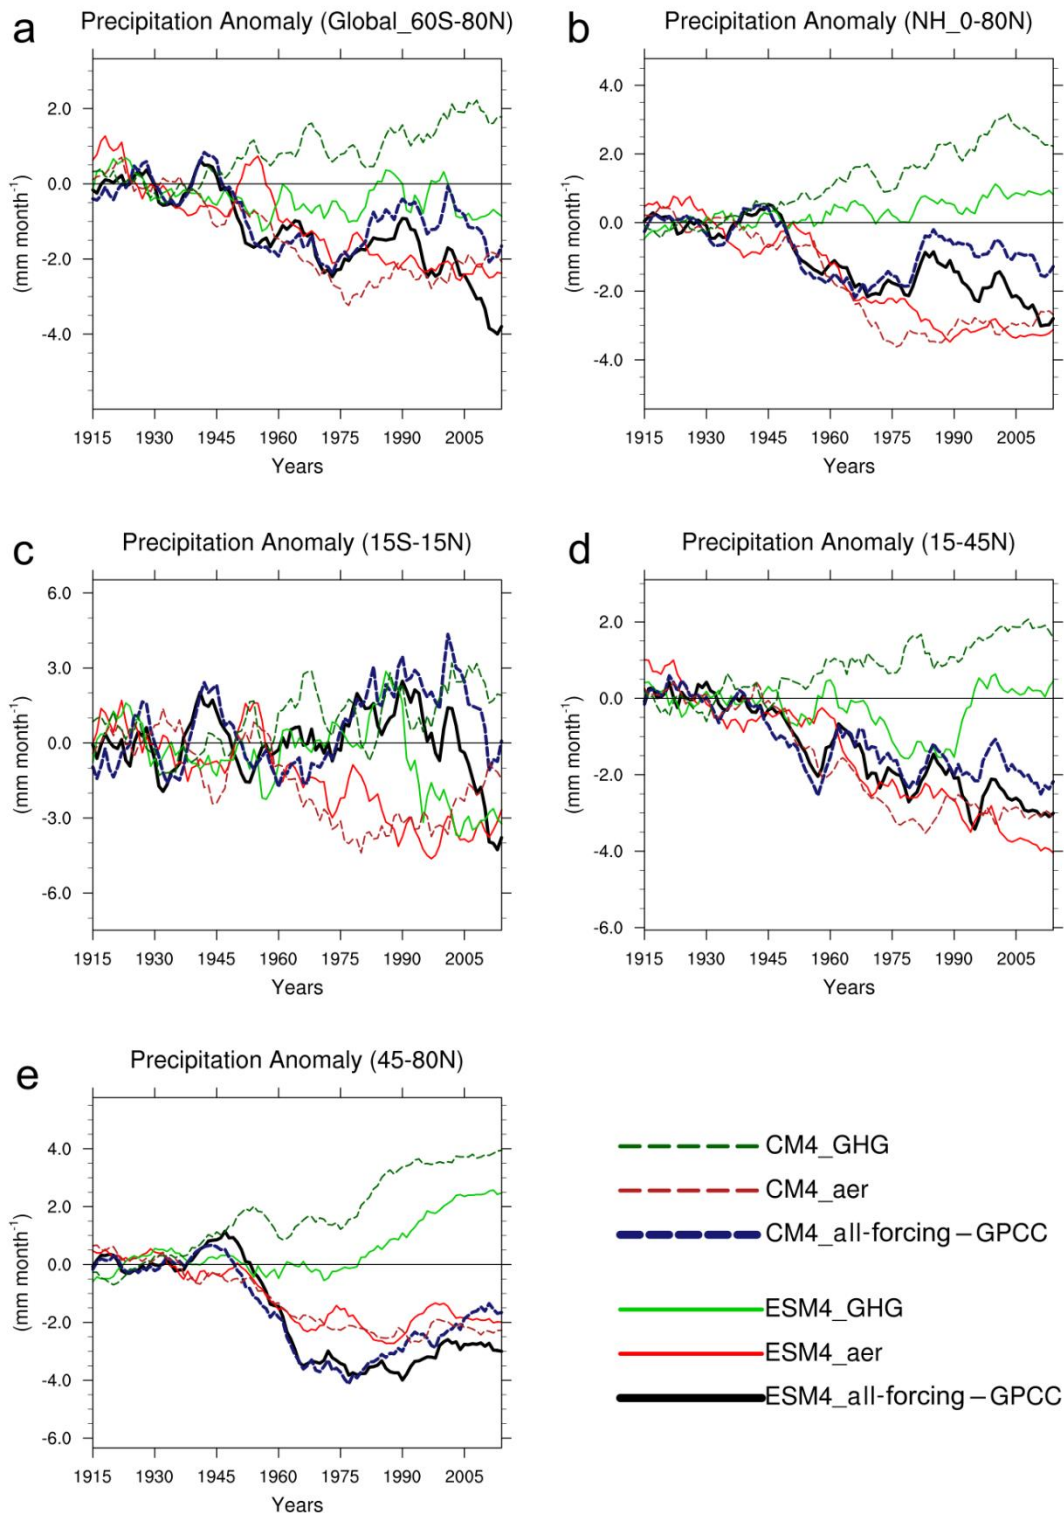 a
Precipitation Anomaly (Global_60S-80N)
(mm month⁻¹)
2.0
0.0
-2.0
-4.0
1915 1930 1945 1960 1975 1990 2005
Years
b
Precipitation Anomaly (NH_0-80N)
(mm month⁻¹)
4.0
2.0
0.0
-2.0
-4.0
1915 1930 1945 1960 1975 1990 2005
Years
c
Precipitation Anomaly (15S-15N)
(mm month⁻¹)
6.0
3.0
0.0
-3.0
-6.0
1915 1930 1945 1960 1975 1990 2005
Years
d
Precipitation Anomaly (15-45N)
(mm month⁻¹)
2.0
0.0
-2.0
-4.0
-6.0
1915 1930 1945 1960 1975 1990 2005
Years
e
Precipitation Anomaly (45-80N)
(mm month⁻¹)
4.0
2.0
0.0
-2.0
-4.0
-6.0
1915 1930 1945 1960 1975 1990 2005
Years
CM4_GHG
CM4_aer
CM4_all-forcing – GPCC
ESM4_GHG
ESM4_aer
ESM4_all-forcing – GPCC